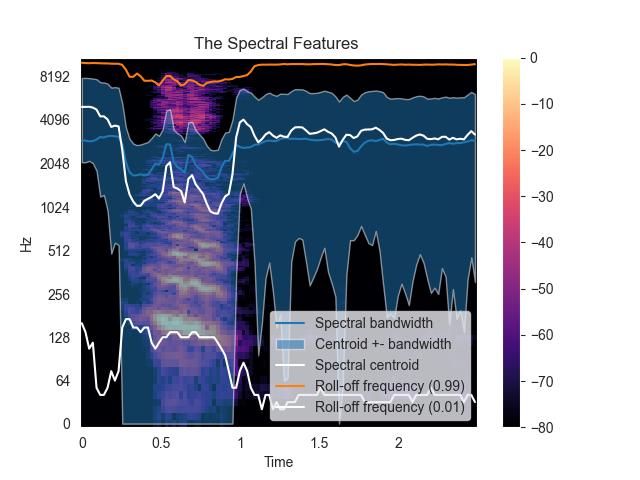 The Spectral Features
8192
4096
2048
1024
512
256
128
64
0
Hz
0
0.5
1
1.5
2
Time
Spectral bandwidth
Centroid +- bandwidth
Spectral centroid
Roll-off frequency (0.99)
Roll-off frequency (0.01)
0
−10
−20
−30
−40
−50
−60
−70
−80